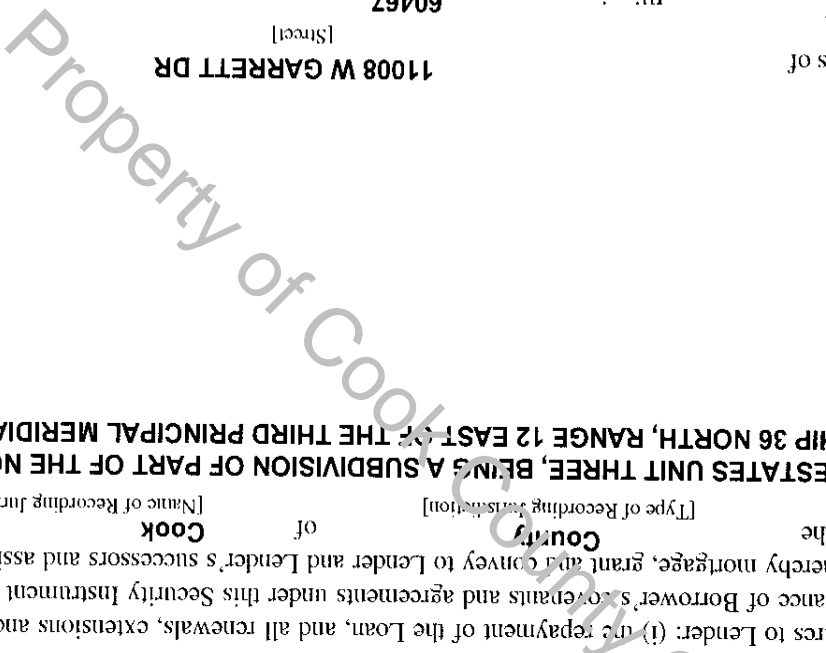 res to Lender: (i) the repayment of the Loan, and all renewals, extensions and
ance of Borrower's covenants and agreements under this Security Instrument
ereby mortgage, grant and convey to Lender and Lender's successors and assi
he County of Cook
[Type of Recording Jurisdiction] [Name of Recording Juri
ESTATES UNIT THREE, BEING A SUBDIVISION OF PART OF THE NO
HIP 36 NORTH, RANGE 12 EAST OF THE THIRD PRINCIPAL MERIDIA
s of
11008 W GARRETT DR
[Street]
60467
Property of Cook County